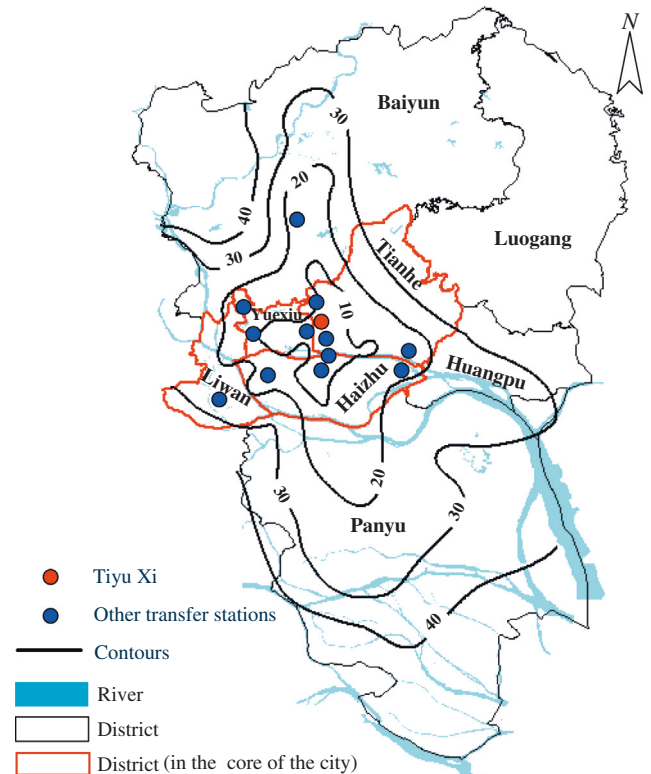 N
Baiyun
30
20
40
Luogang
30
Tianhe
10
Yuexiu
Huangpu
Liwan
Haizhu
20
30
30
Panyu
40
Tiyu Xi
Other transfer stations
Contours
River
District
District (in the core of the city)